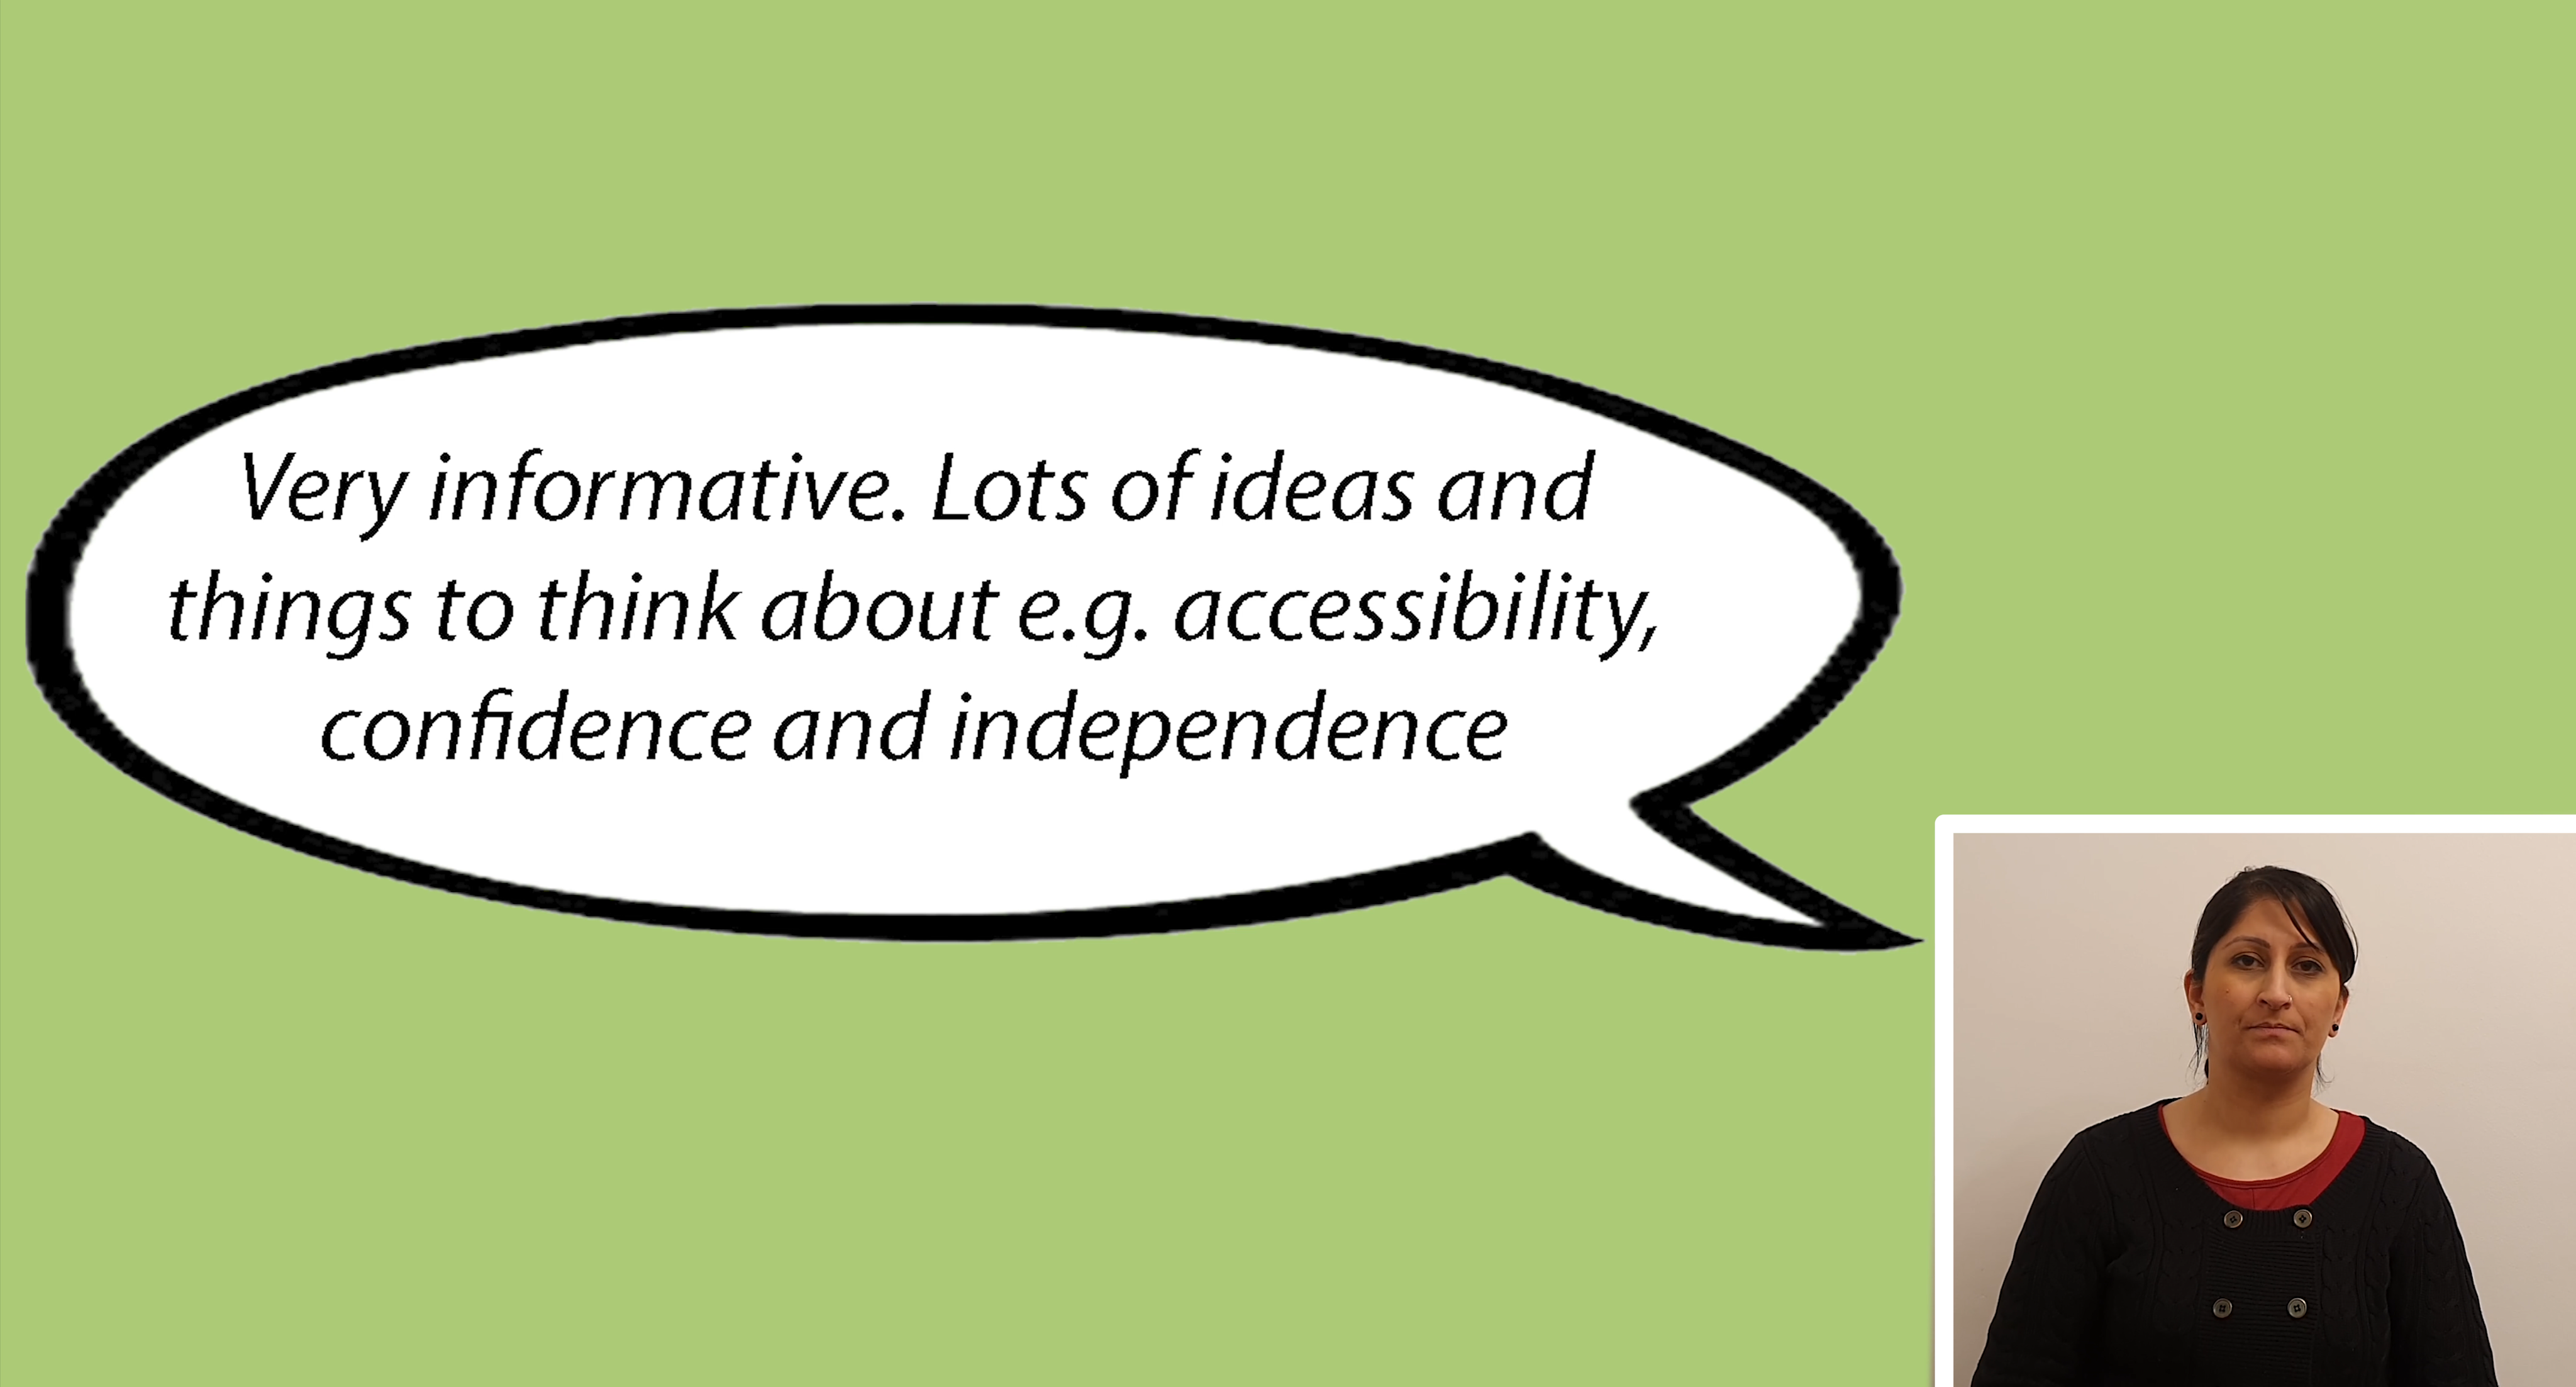 Very informative. Lots of ideas and
things to think about e.g. accessibility,
confidence and independence